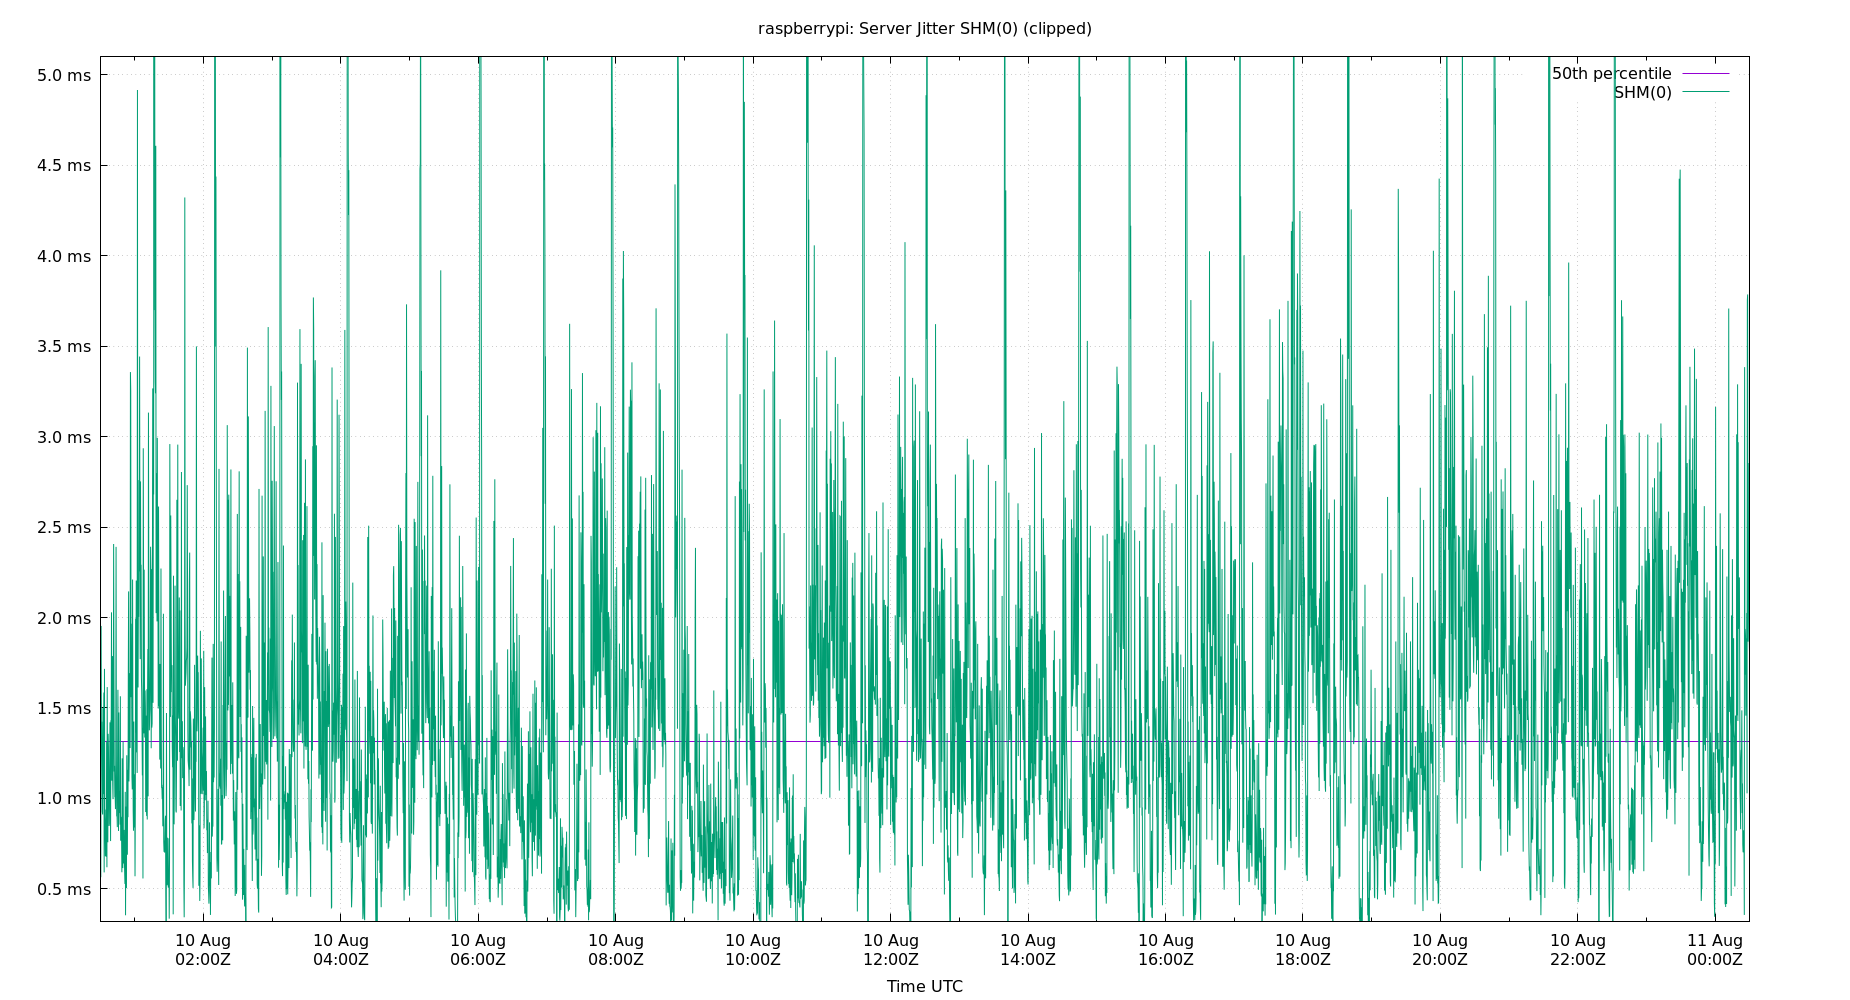 raspberrypi: Server Jitter SHM(0) (clipped)
50th percentile
SHM(0)
5.0 ms
4.5 ms
4.0 ms
3.5 ms
3.0 ms
2.5 ms
2.0 ms
1.5 ms
1.0 ms
0.5 ms
10 Aug 10 Aug 10 Aug 10 Aug 10 Aug 10 Aug 10 Aug 10 Aug 10 Aug 10 Aug 10 Aug 11 Aug
02:00Z 04:00Z 06:00Z 08:00Z 10:00Z 12:00Z 14:00Z 16:00Z 18:00Z 20:00Z 22:00Z 00:00Z
Time UTC